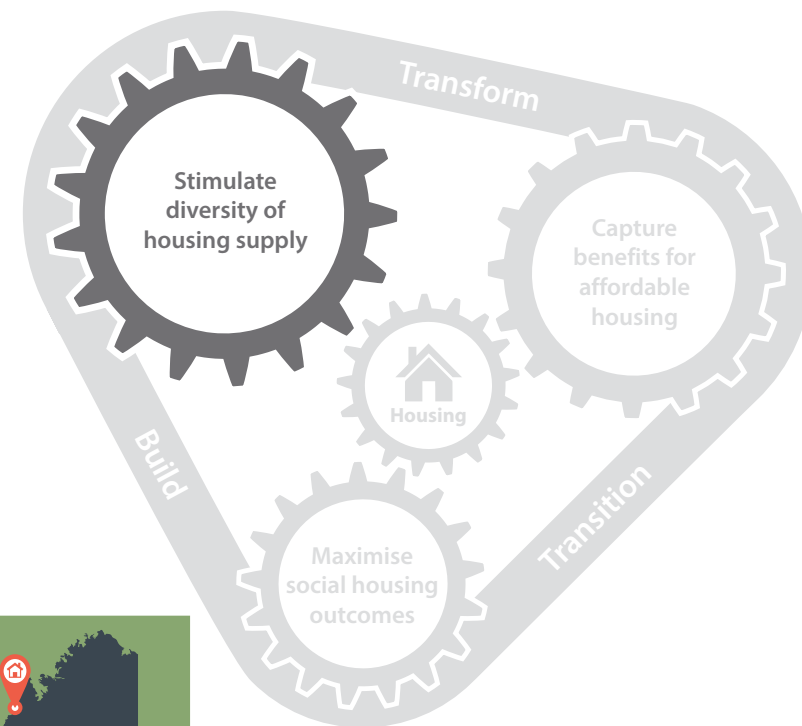 Transform
Stimulate
diversity of
housing supply
Capture
benefits for
affordable
housing
Housing
Build
Transition
Maximise
social housing
outcomes